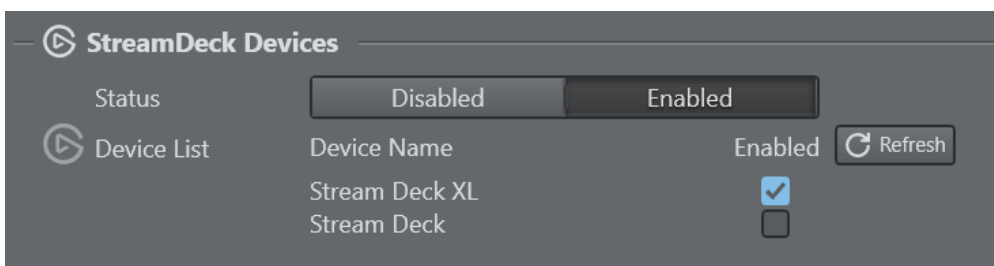 StreamDeck Devices
Status Disabled Enabled
Device List Device Name Enabled Refresh
Stream Deck XL
Stream Deck